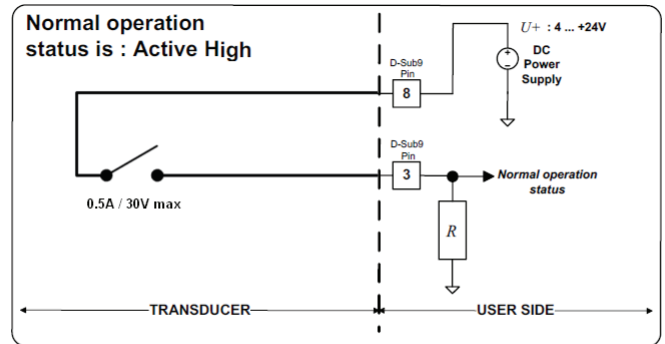 Normal operation
status is : Active High
U+ : 4 ... +24V
DC
Power
Supply
D-Sub9
Pin
8
D-Sub9
Pin
3
Normal operation
status
0.5A / 30V max
R
TRANSDUCER
USER SIDE